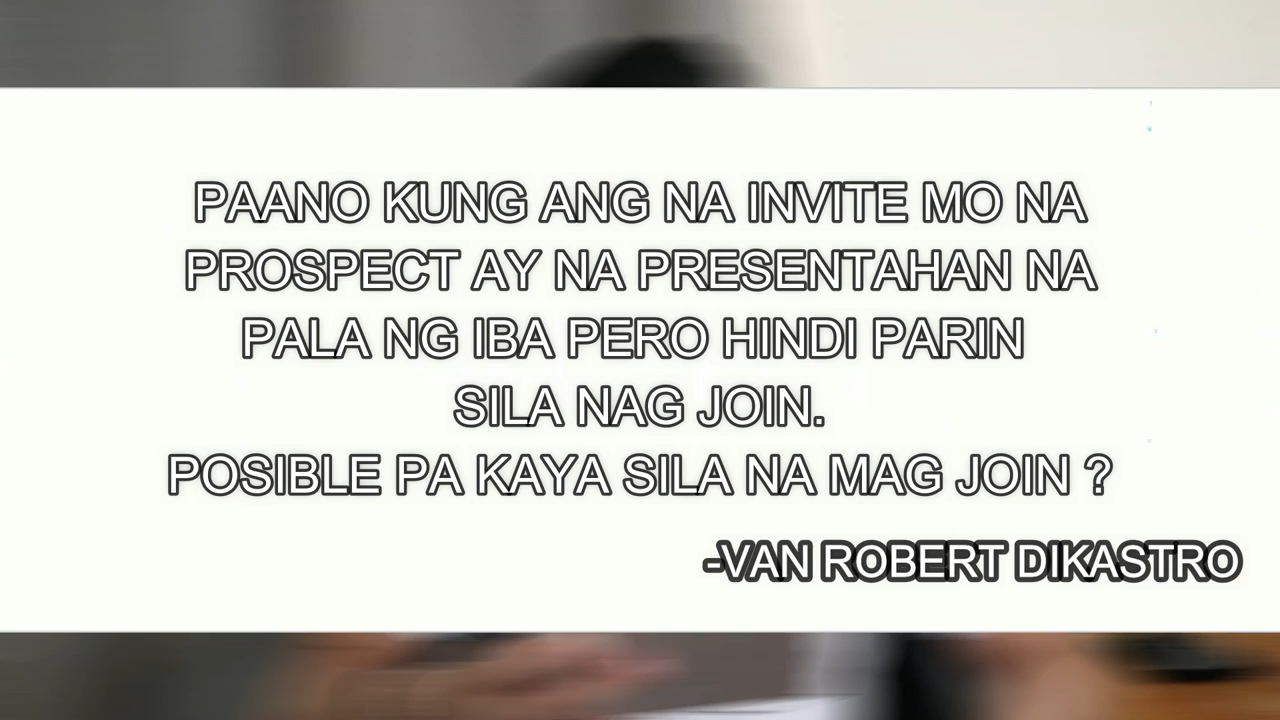 PAANO KUNG ANG NA INVITE MO NA
PROSPECT AY NA PRESENTAHAN NA
PALA NG IBA PERO HINDI PARIN
SILA NAG JOIN.
POSIBLE PA KAYA SILA NA MAG JOIN ?
-VAN ROBERT DIKASTRO